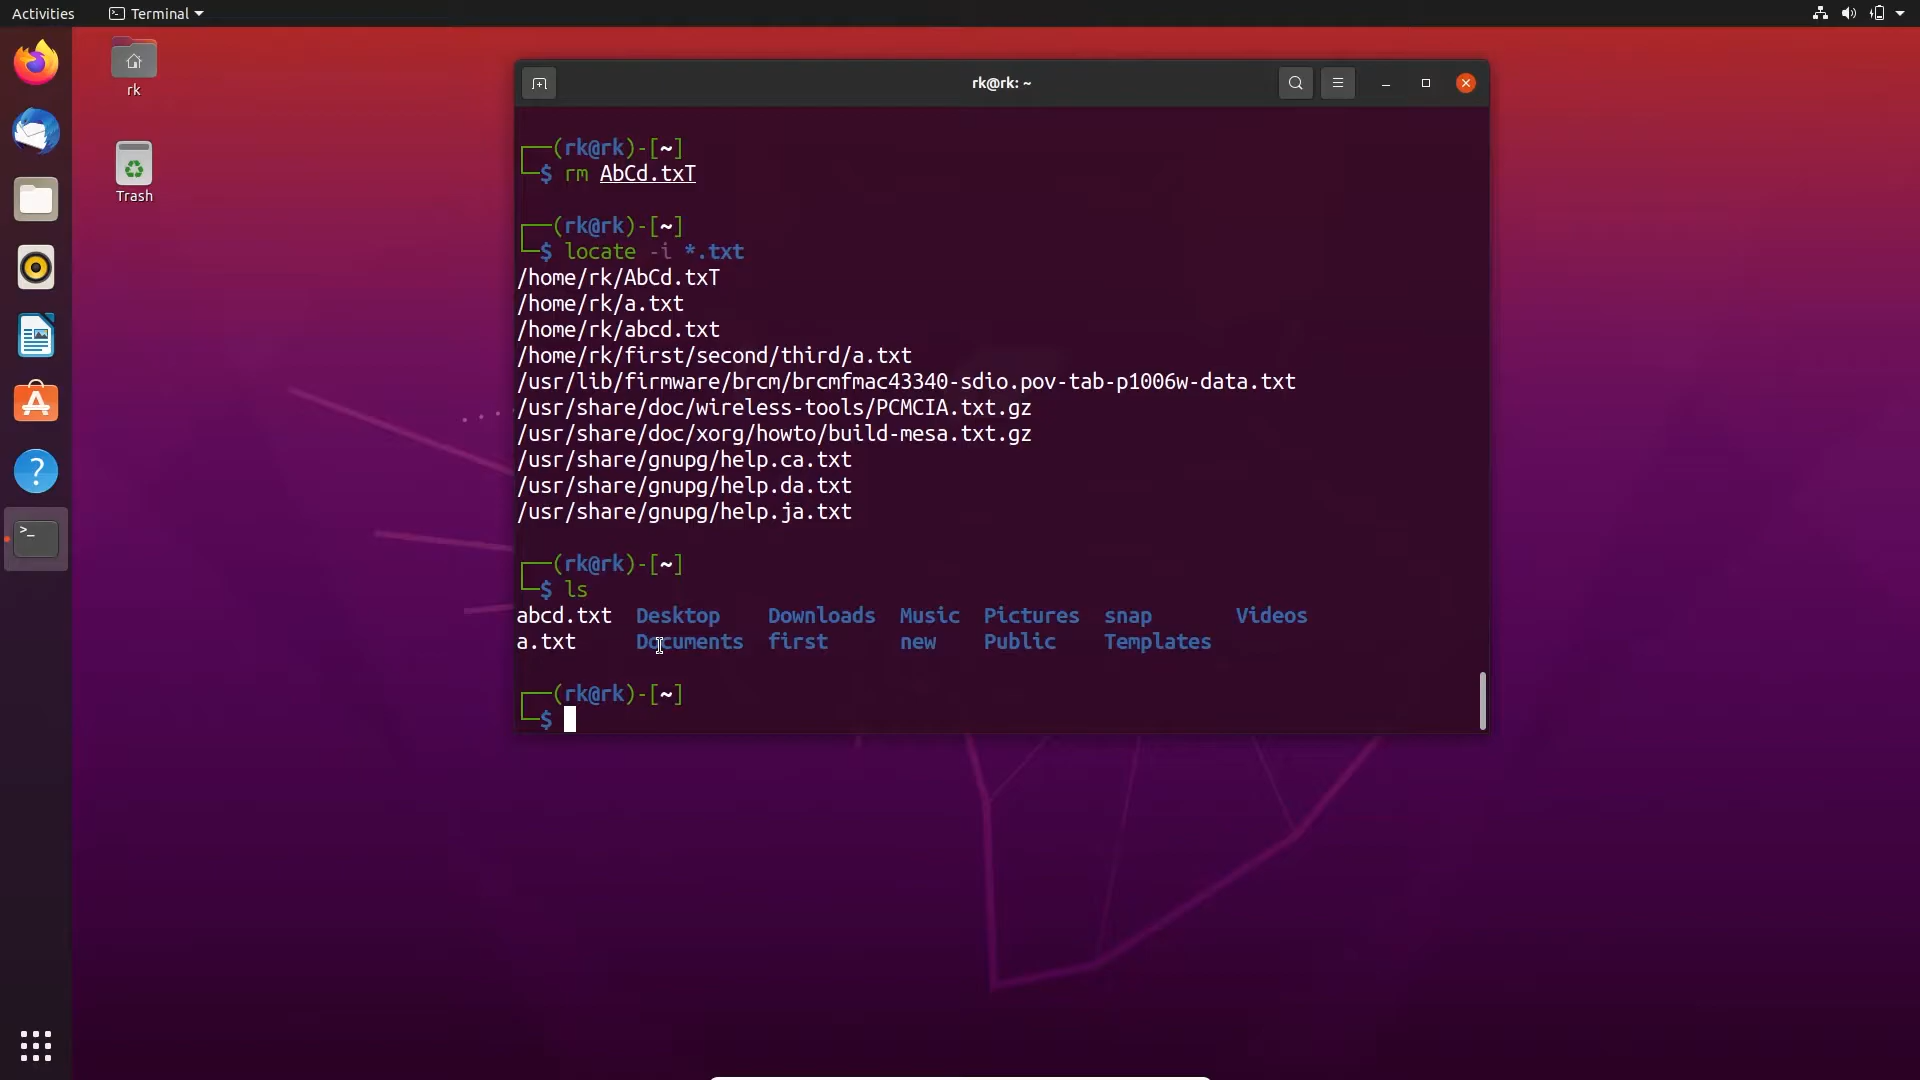 Activities Terminal
rk
Trash
rk@rk: ~
(rk@rk)-[~]
$ rm AbCd.txT
(rk@rk)-[~]
$ locate -i *.txt
/home/rk/AbCd.txT
/home/rk/a.txt
/home/rk/abcd.txt
/home/rk/first/second/third/a.txt
/usr/lib/firmware/brcm/brcmfmac43340-sdio.pov-tab-p1006w-data.txt
/usr/share/doc/wireless-tools/PCMCIA.txt.gz
/usr/share/doc/xorg/howto/build-mesa.txt.gz
/usr/share/gnupg/help.ca.txt
/usr/share/gnupg/help.da.txt
/usr/share/gnupg/help.ja.txt
(rk@rk)-[~]
$ ls
abcd.txt Desktop Downloads Music Pictures snap Videos
a.txt Documents first new Public Templates
(rk@rk)-[~]
$